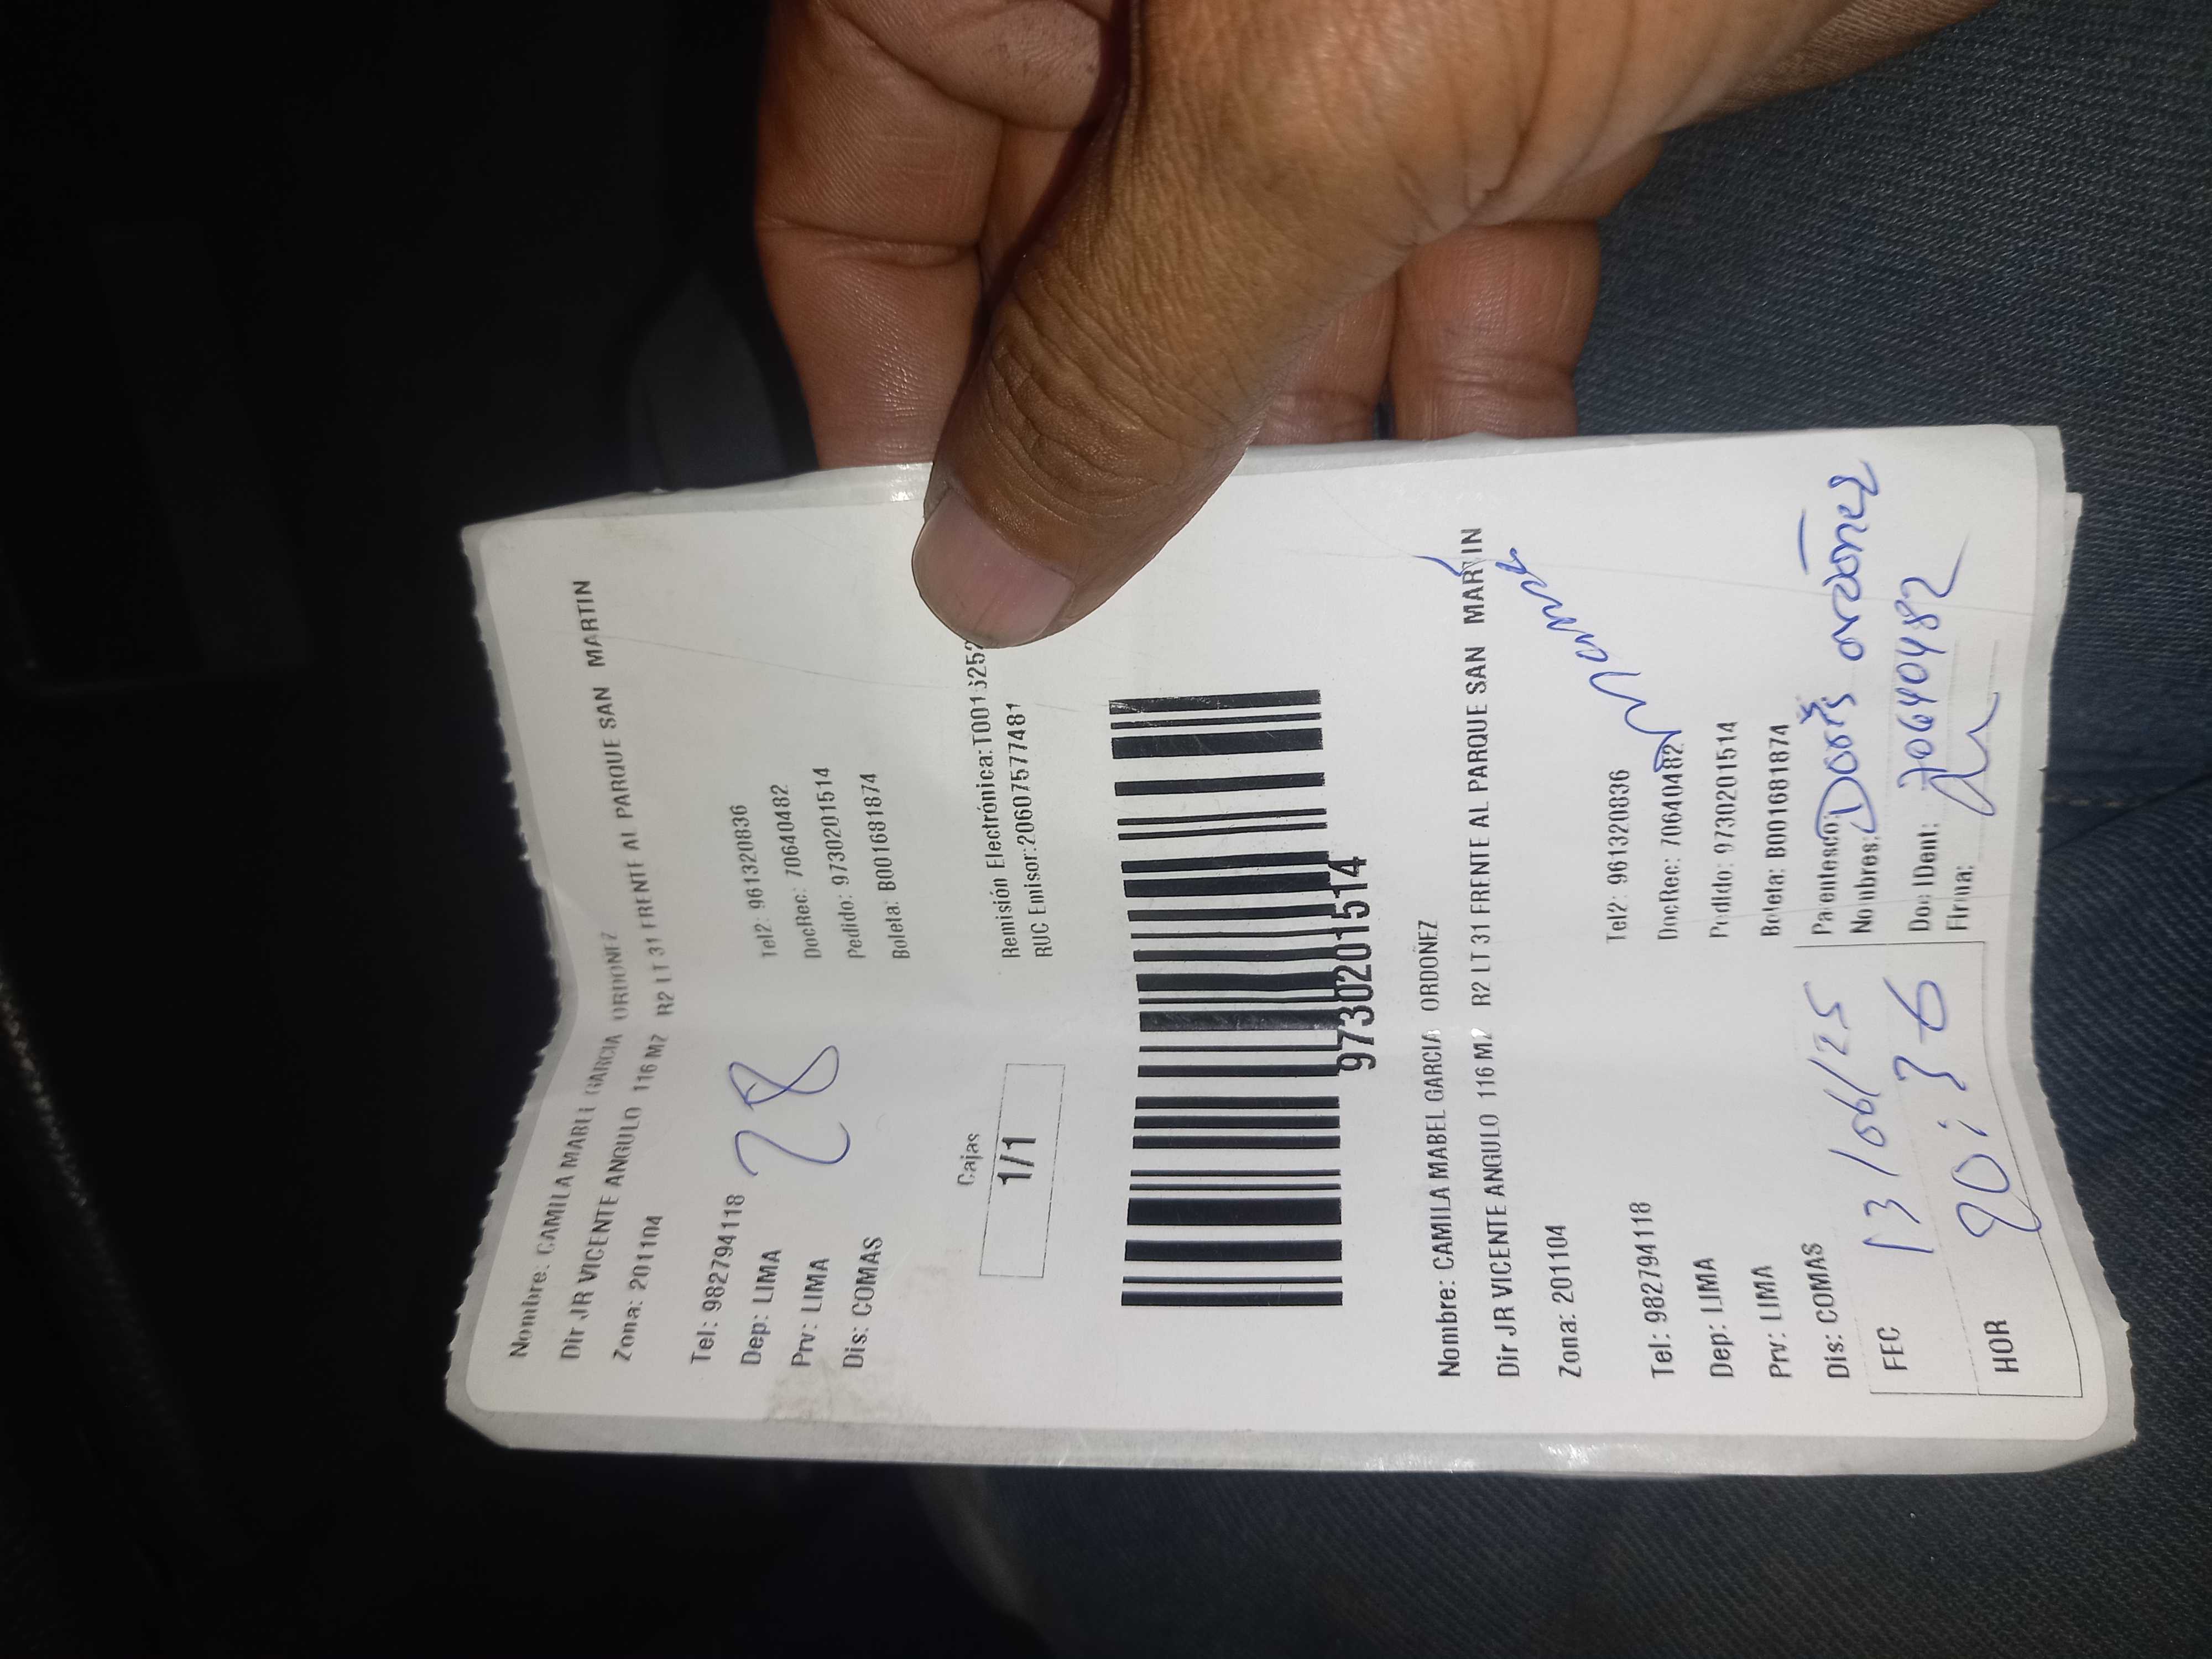 Nombre: CAMILA MABEL GARCIA ORDOÑEZ
Dir JR VICENTE ANGULO 116 MZ R2 LT 31 FRENTE AL PARQUE SAN MARTIN
Zona: 201104
Tel: 982794118 Tel2: 961320836
Dep: LIMA 28 DocRec: 70640482
Prv: LIMA Pedido: 9730201514
Dis: COMAS Boleta: B001681874
Cajas
1/1
Remisión Electrónica:T001
RUC Emisor:20607577481
9730201514
Nombre: CAMILA MABEL GARCIA ORDOÑEZ
Dir JR VICENTE ANGULO 116 MZ R2 LT 31 FRENTE AL PARQUE SAN MARTIN
Zona: 201104
Tel: 982794118 Tel2: 961320836
Dep: LIMA DocRec: 70640482
Prv: LIMA Pedido: 9730201514
Dis: COMAS Boleta: B001681874
FEC 13/06/25 Parentesco:
Nombres: Doris ordoñez
HOR 20:36 Doc IDent: 70640482
Firma: